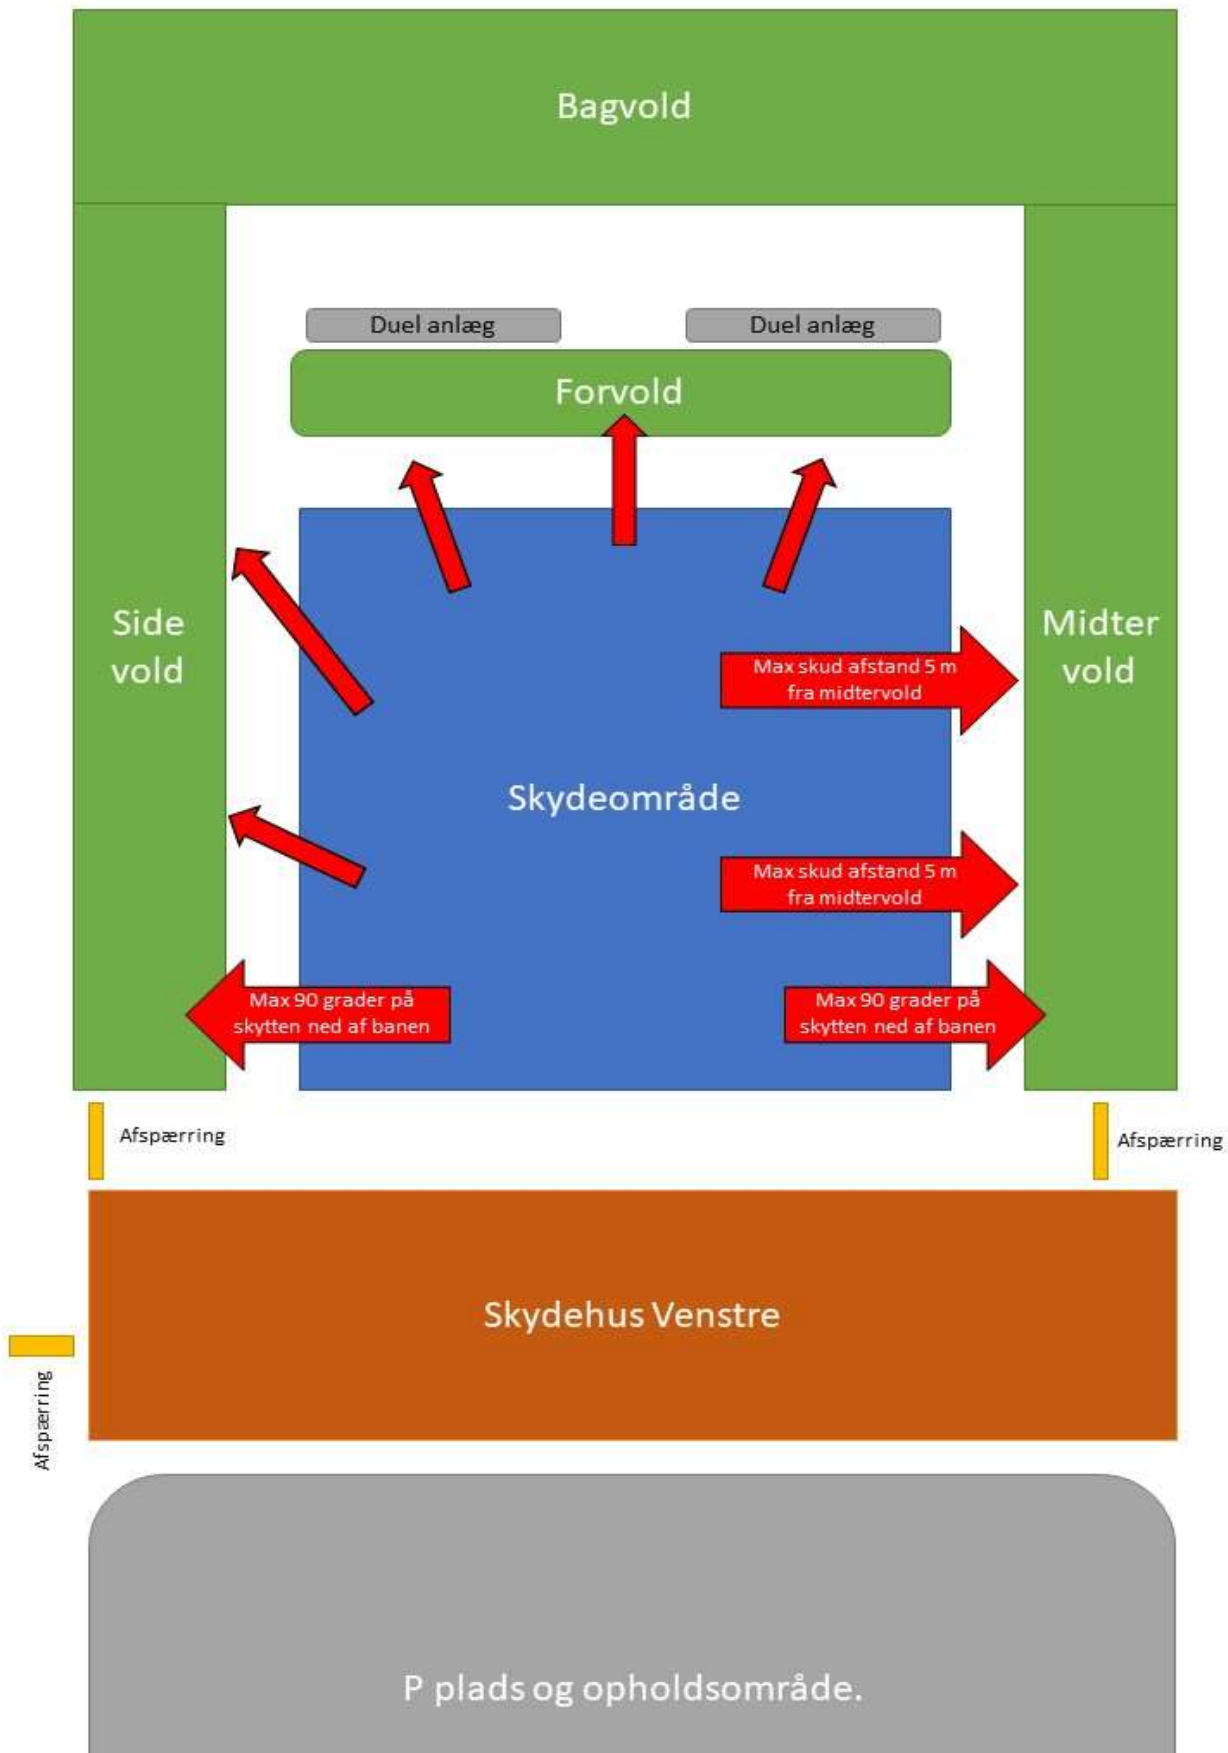 Bagvold
Duel anlæg
Duel anlæg
Forvold
Side
vold
Midter
vold
Max skud afstand 5 m
fra midtervold
Skydeområde
Max skud afstand 5 m
fra midtervold
Max 90 grader på
skytten ned af banen
Max 90 grader på
skytten ned af banen
Afspærring
Afspærring
Skydehus Venstre
Afspærring
P plads og opholdsområde.